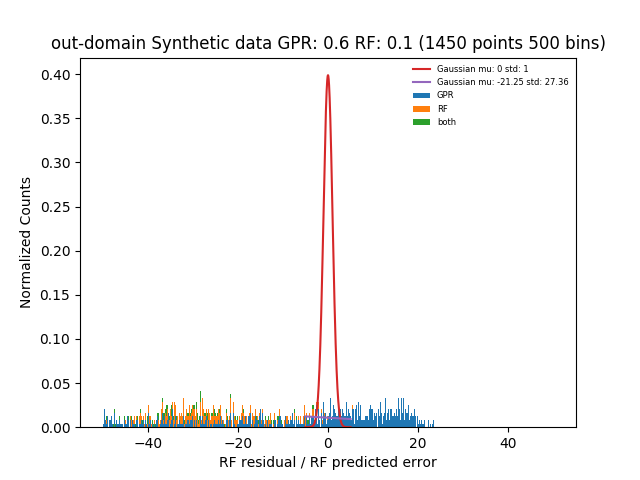 out-domain Synthetic data GPR: 0.6 RF: 0.1 (1450 points 500 bins)
Gaussian mu: 0 std: 1
Gaussian mu: -21.25 std: 27.36
GPR
RF
both
Normalized Counts
0.40
0.35
0.30
0.25
0.20
0.15
0.10
0.05
0.00
−40 −20 0 20 40
RF residual / RF predicted error